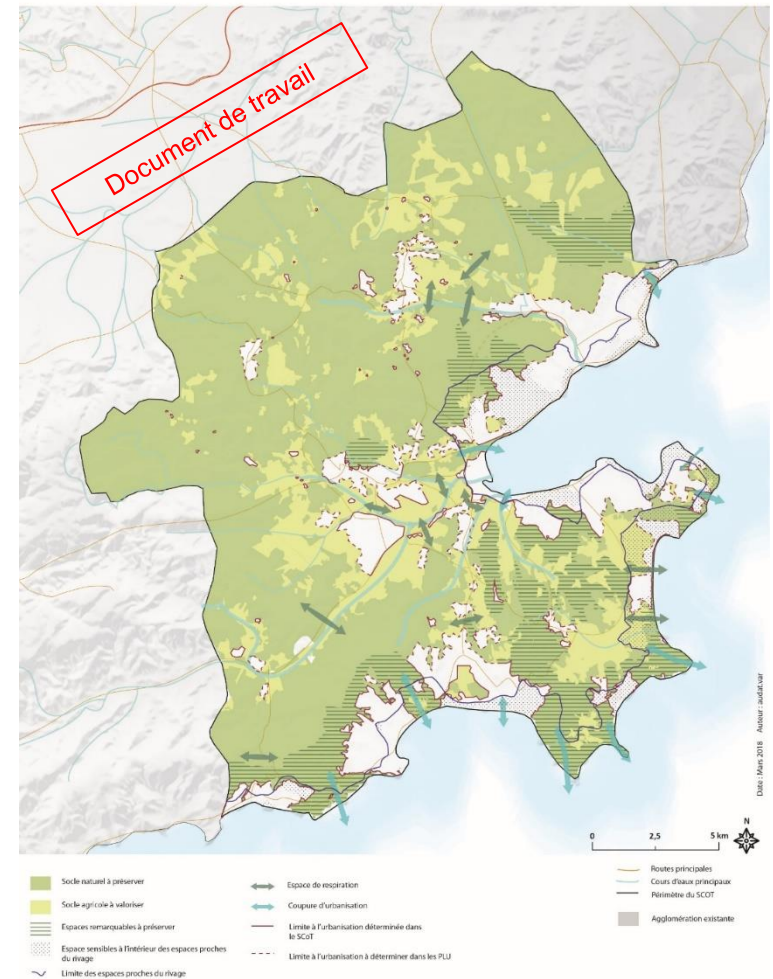 Document de travail
Date : Mars 2018 Auteur : audat.var
N
0 2,5 5 km
Socle naturel à préserver
Socle agricole à valoriser
Espaces remarquables à préserver
Espace sensibles à l'intérieur des espaces proches
du rivage
Limite des espaces proches du rivage
Espace de respiration
Coupure d'urbanisation
Limite à l'urbanisation déterminée dans
le SCoT
Limite à l'urbanisation à déterminer dans les PLU
Routes principales
Cours d'eaux principaux
Périmètre du SCOT
Agglomération existante